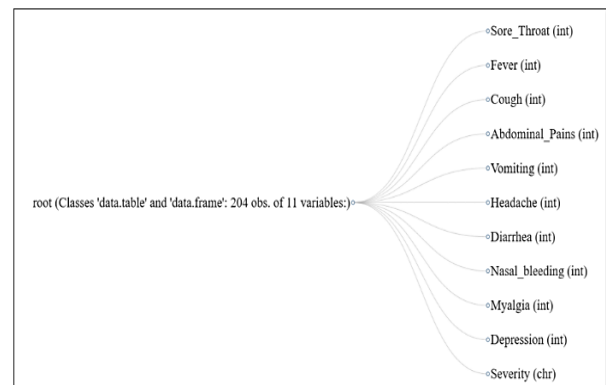 Sore_Throat (int)
Fever (int)
Cough (int)
Abdominal_Pains (int)
Vomiting (int)
root (Classes 'data.table' and 'data.frame': 204 obs. of 11 variables:)
Headache (int)
Diarrhea (int)
Nasal_bleeding (int)
Myalgia (int)
Depression (int)
Severity (chr)